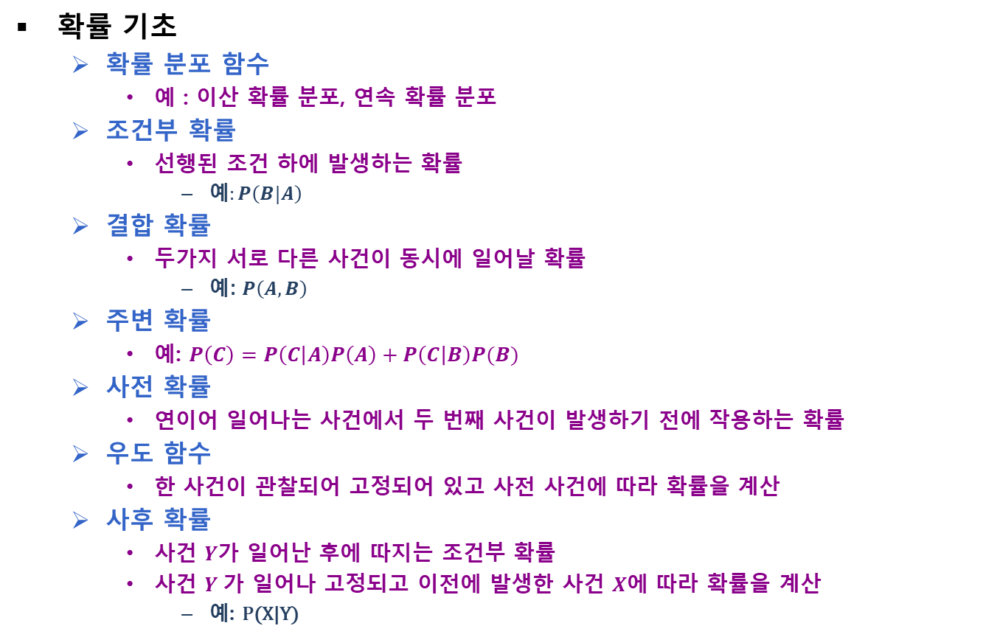 ▪ 확률 기초
➢ 확률 분포 함수
• 예 : 이산 확률 분포, 연속 확률 분포
➢ 조건부 확률
• 선행된 조건 하에 발생하는 확률
– 예: P(B|A)
➢ 결합 확률
• 두가지 서로 다른 사건이 동시에 일어날 확률
– 예: P(A, B)
➢ 주변 확률
• 예: P(C) = P(C|A)P(A) + P(C|B)P(B)
➢ 사전 확률
• 연이어 일어나는 사건에서 두 번째 사건이 발생하기 전에 작용하는 확률
➢ 우도 함수
• 한 사건이 관찰되어 고정되어 있고 사전 사건에 따라 확률을 계산
➢ 사후 확률
• 사건 Y가 일어난 후에 따지는 조건부 확률
• 사건 Y 가 일어나 고정되고 이전에 발생한 사건 X에 따라 확률을 계산
– 예: P(X|Y)